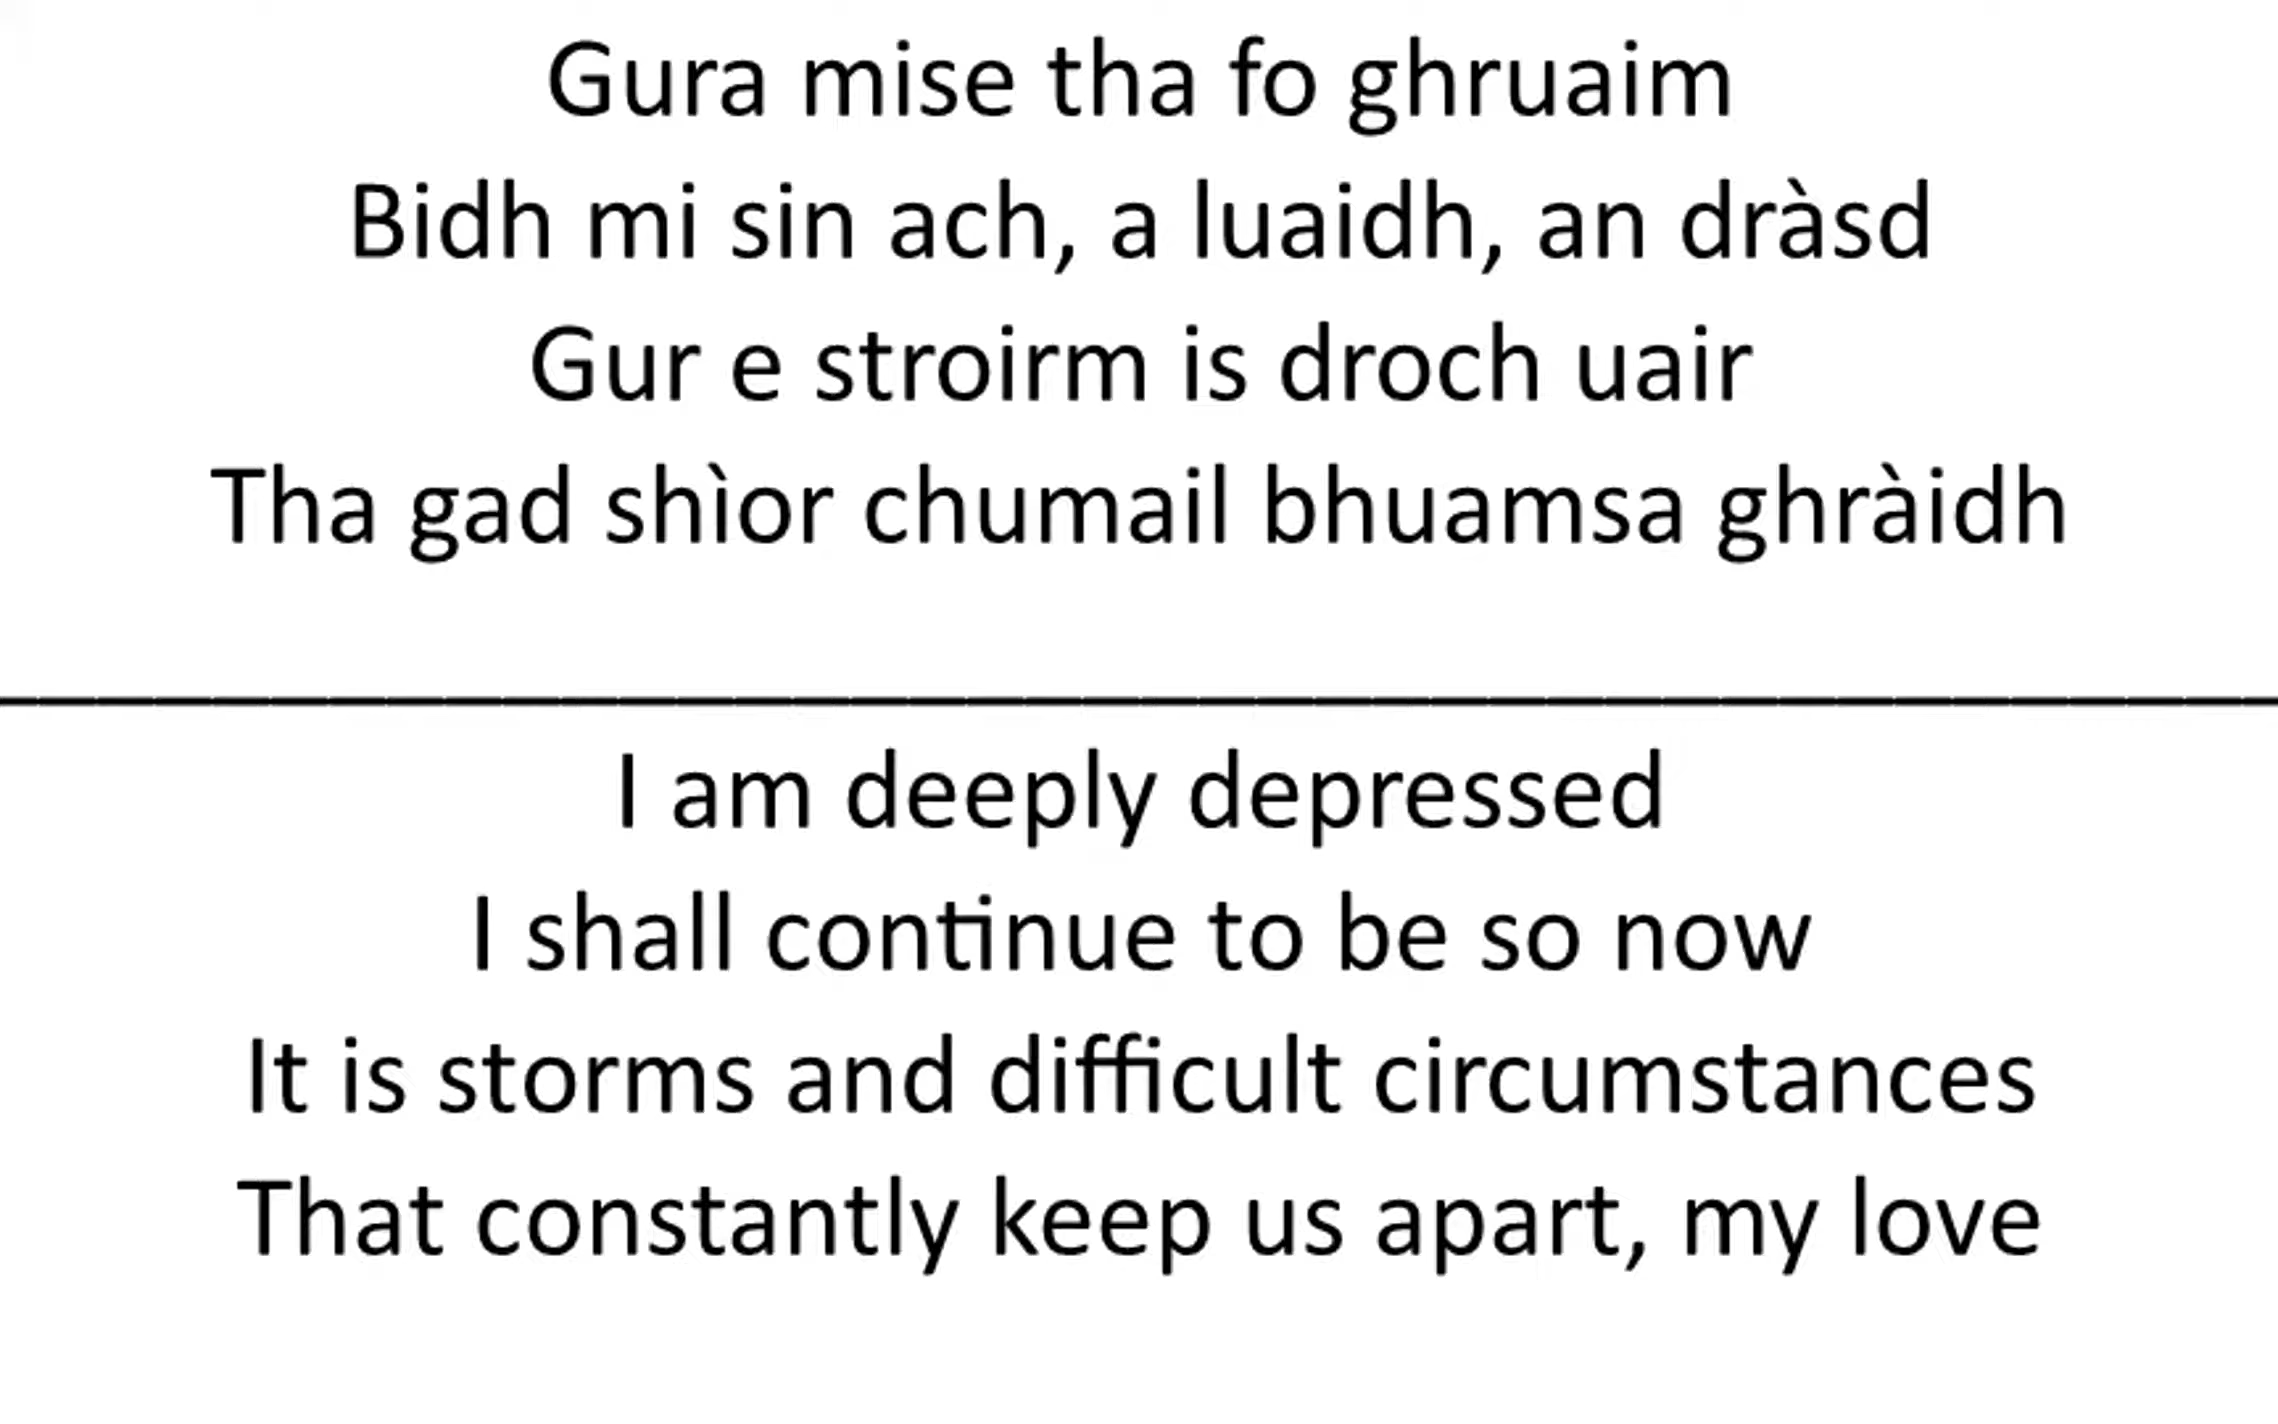 Gura mise tha fo ghruaim
Bidh mi sin ach, a luaidh, an dràsd
Gur e stroirm is droch uair
Tha gad shìor chumail bhuamsa ghràidh
I am deeply depressed
I shall continue to be so now
It is storms and difficult circumstances
That constantly keep us apart, my love